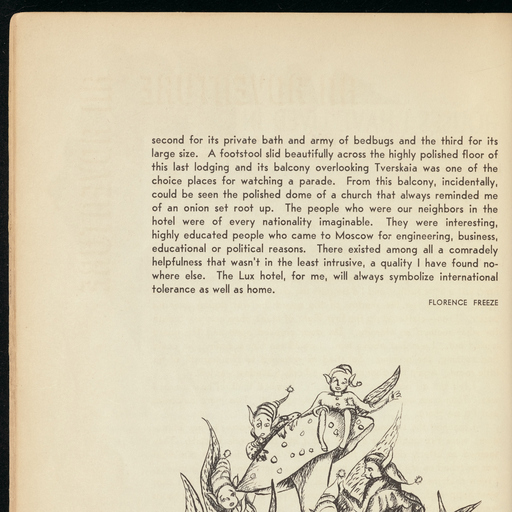 second for its private bath and army of bedbugs and the third for its
large size. A footstool slid beautifully across the highly polished floor of
this last lodging and its balcony overlooking Tverskaia was one of the
choice places for watching a parade. From this balcony, incidentally,
could be seen the polished dome of a church that always reminded me
of an onion set root up. The people who were our neighbors in the
hotel were of every nationality imaginable. They were interesting,
highly educated people who came to Moscow for engineering, business,
educational or political reasons. There existed among all a comradely
helpfulness that wasn't in the least intrusive, a quality I have found no-
where else. The Lux hotel, for me, will always symbolize international
tolerance as well as home.
FLORENCE FREEZE